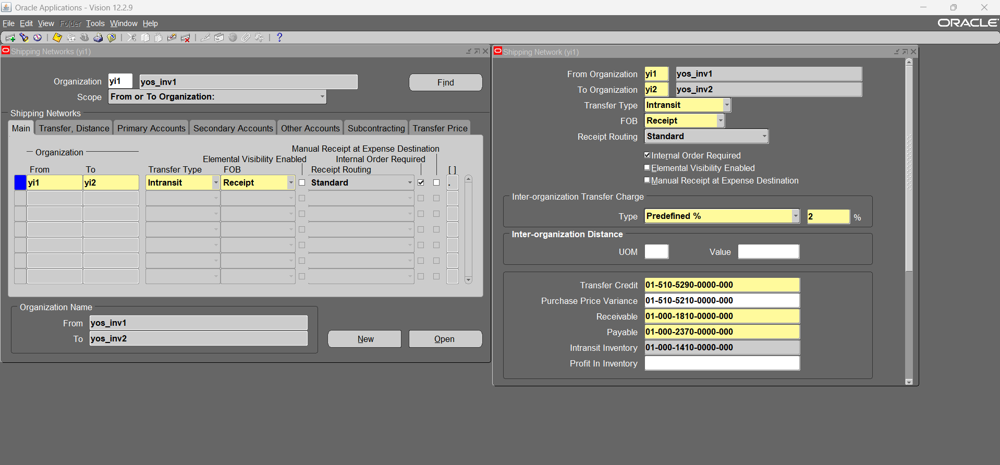 Oracle Applications - Vision 12.2.9
File Edit View Folder Tools Window Help
ORACLE
Shipping Networks (yi1)
Organization yi1 yos_inv1
Find
Scope From or To Organization:
Shipping Networks
Main Transfer, Distance Primary Accounts Secondary Accounts Other Accounts Subcontracting Transfer Price
Manual Receipt at Expense Destination
Organization
Elemental Visibility Enabled Internal Order Required
From To Transfer Type FOB Receipt Routing [ ]
yi1 yi2 Intransit Receipt Standard .
Organization Name
From yos_inv1
To yos_inv2
New Open
Shipping Network (yi1)
From Organization yi1 yos_inv1
To Organization yi2 yos_inv2
Transfer Type Intransit
FOB Receipt
Receipt Routing Standard
Internal Order Required
Elemental Visibility Enabled
Manual Receipt at Expense Destination
Inter-organization Transfer Charge
Type Predefined % 2 %
Inter-organization Distance
UOM Value
Transfer Credit 01-510-5290-0000-000
Purchase Price Variance 01-510-5210-0000-000
Receivable 01-000-1810-0000-000
Payable 01-000-2370-0000-000
Intransit Inventory 01-000-1410-0000-000
Profit In Inventory